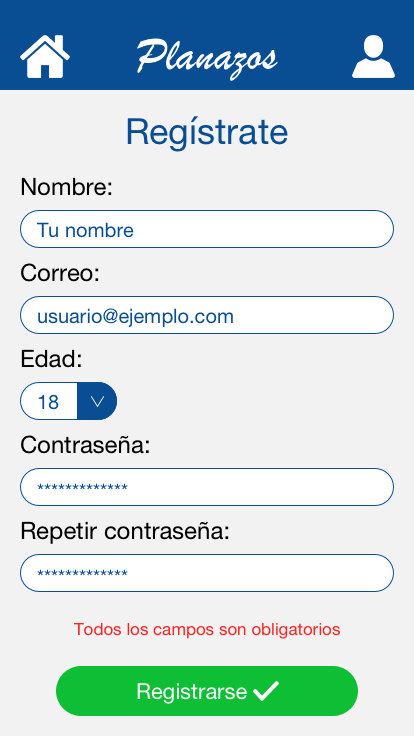 Planazos
Regístrate
Nombre:
Tu nombre
Correo:
usuario@ejemplo.com
Edad:
18
Contraseña:
*************
Repetir contraseña:
*************
Todos los campos son obligatorios
Registrarse